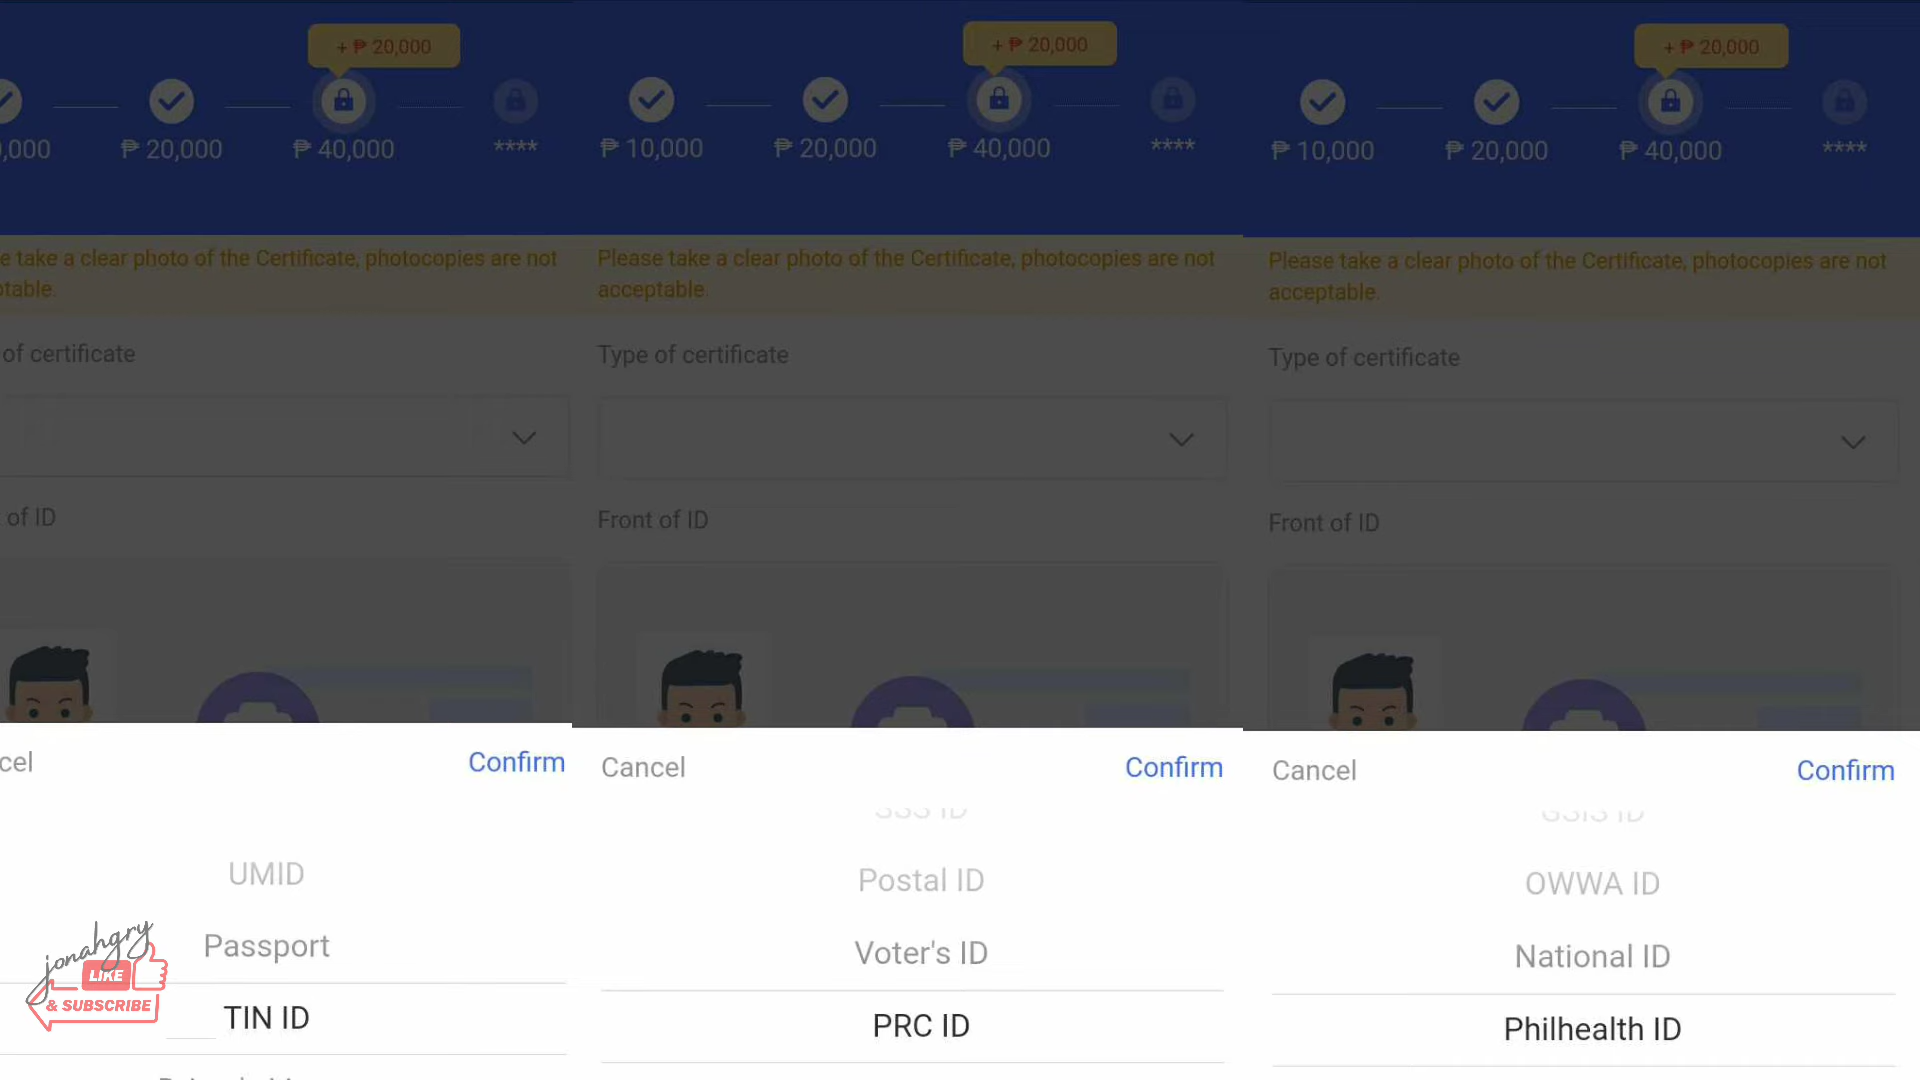 + ₱ 20,000
,000
₱ 20,000
₱ 40,000
****
e take a clear photo of the Certificate, photocopies are not
ptable.
of certificate
of ID
cel
Confirm
UMID
Passport
TIN ID
jonahgry
LIKE
& SUBSCRIBE
+ ₱ 20,000
₱ 10,000
₱ 20,000
₱ 40,000
****
Please take a clear photo of the Certificate, photocopies are not
acceptable.
Type of certificate
Front of ID
Cancel
Confirm
SSS ID
Postal ID
Voter's ID
PRC ID
+ ₱ 20,000
₱ 10,000
₱ 20,000
₱ 40,000
****
Please take a clear photo of the Certificate, photocopies are not
acceptable.
Type of certificate
Front of ID
Cancel
Confirm
GSIS ID
OWWA ID
National ID
Philhealth ID